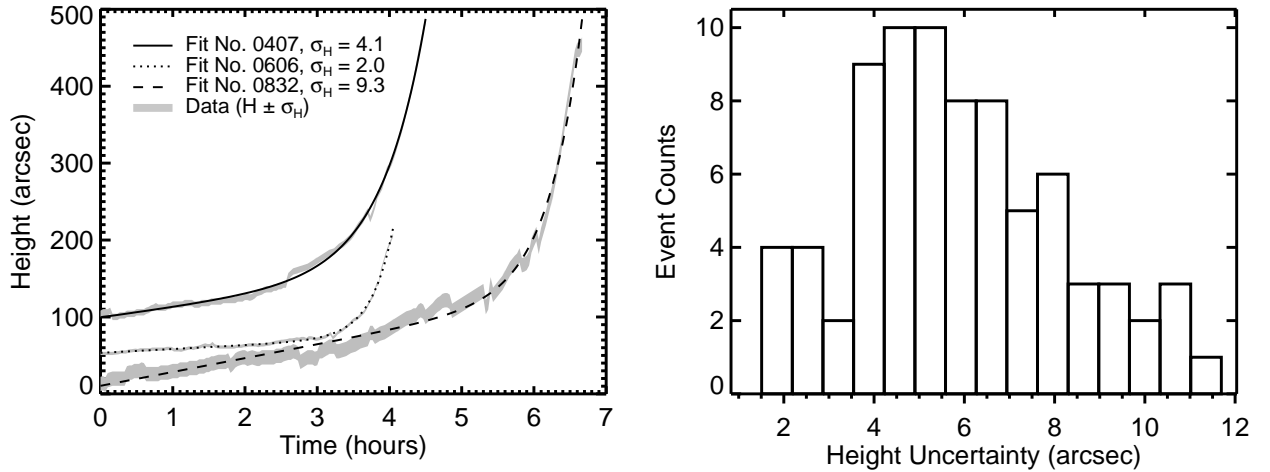 500
400
300
200
100
0
Height (arcsec)
Fit No. 0407, σH = 4.1
Fit No. 0606, σH = 2.0
Fit No. 0832, σH = 9.3
Data (H ± σH)
0 1 2 3 4 5 6 7
Time (hours)
10
8
6
4
2
0
Event Counts
2 4 6 8 10 12
Height Uncertainty (arcsec)